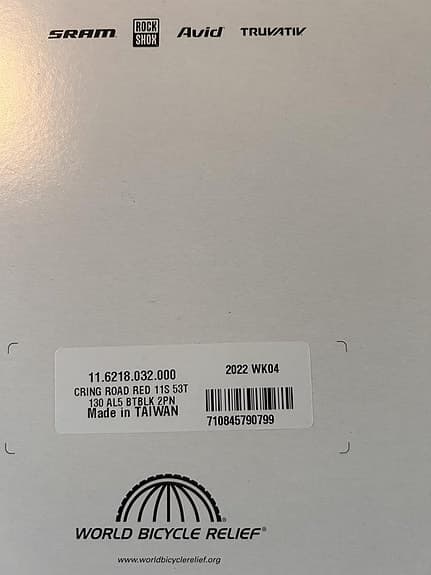 SRAM ROCK SHOX Avid TRUVATIV
11.6218.032.000 2022 WK04
CRING ROAD RED 11S 53T
130 AL5 BTBLK 2PN
Made in TAIWAN 710845790799
WORLD BICYCLE RELIEF®
www.worldbicyclerelief.org